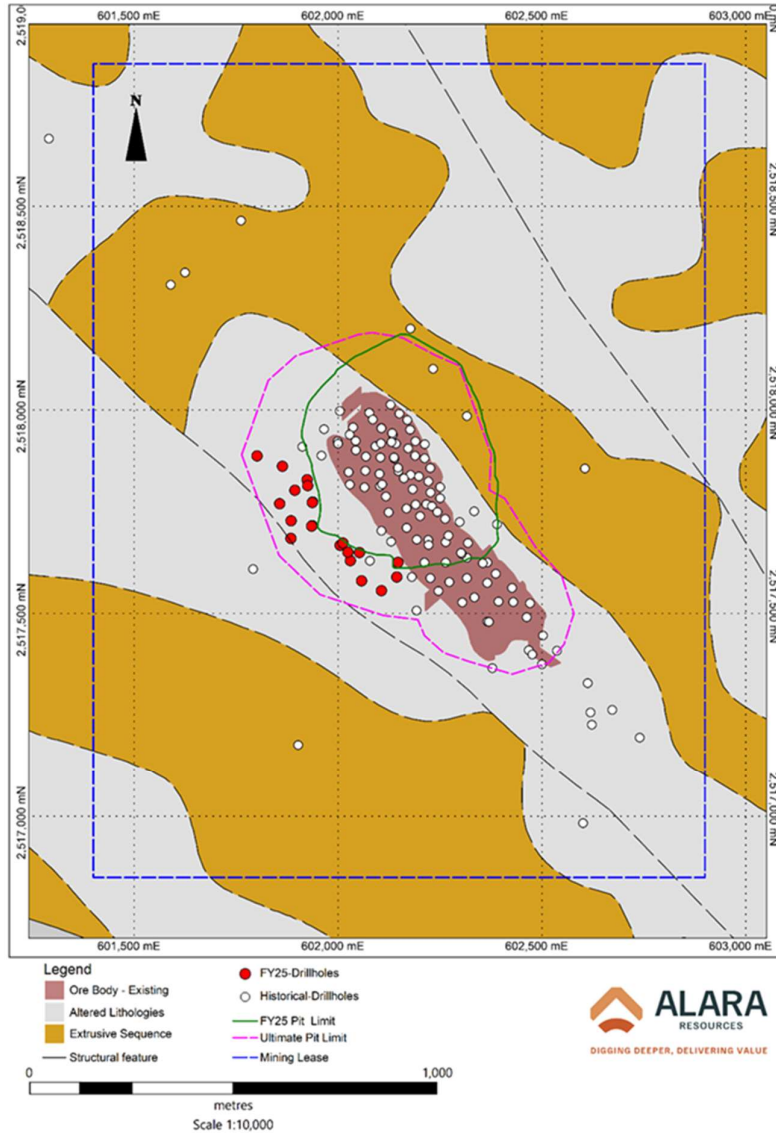 601,500 mE 602,000 mE 602,500 mE 603,000 mE
2,519,0
0 mN
N
2,518,500 mN
2,518,500 mN
2,518,000 mN
2,518,000 mN
2,517,500 mN
2,517,500 mN
2,517,000 mN
2,517,000 mN
601,500 mE 602,000 mE 602,500 mE 603,000 mE
Legend
Ore Body - Existing
Altered Lithologies
Extrusive Sequence
Structural feature
FY25-Drillholes
Historical-Drillholes
FY25 Pit Limit
Ultimate Pit Limit
Mining Lease
0 1,000
metres
Scale 1:10,000
ALARA
RESOURCES
DIGGING DEEPER, DELIVERING VALUE